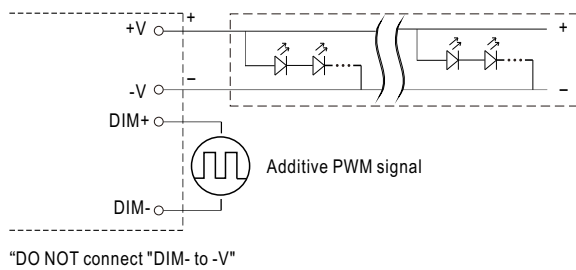 +V + +
-V – –
DIM+
Additive PWM signal
DIM-
“DO NOT connect "DIM- to -V"